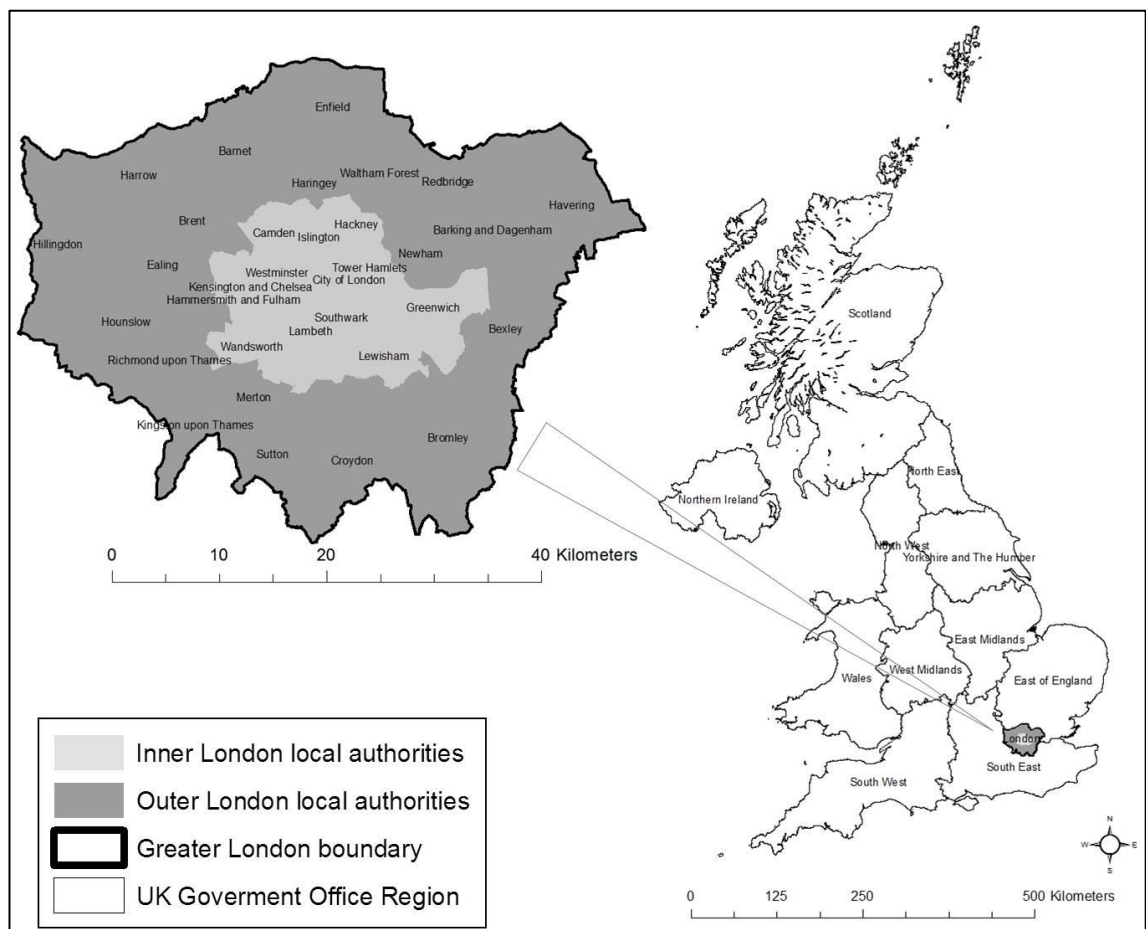 Enfield
Barnet
Harrow
Waltham Forest
Haringey
Redbridge
Havering
Brent
Hackney
Camden
Islington
Barking and Dagenham
Hillingdon
Newham
Ealing
Westminster
Tower Hamlets
City of London
Kensington and Chelsea
Hammersmith and Fulham
Greenwich
Hounslow
Southwark
Lambeth
Bexley
Wandsworth
Lewisham
Richmond upon Thames
Merton
Kingston upon Thames
Bromley
Sutton
Croydon
0 10 20 40 Kilometers
Scotland
North East
Northern Ireland
North West
Yorkshire and The Humber
East Midlands
West Midlands
Wales
East of England
London
South East
South West
Inner London local authorities
Outer London local authorities
Greater London boundary
UK Goverment Office Region
N
W E
S
0 125 250 500 Kilometers